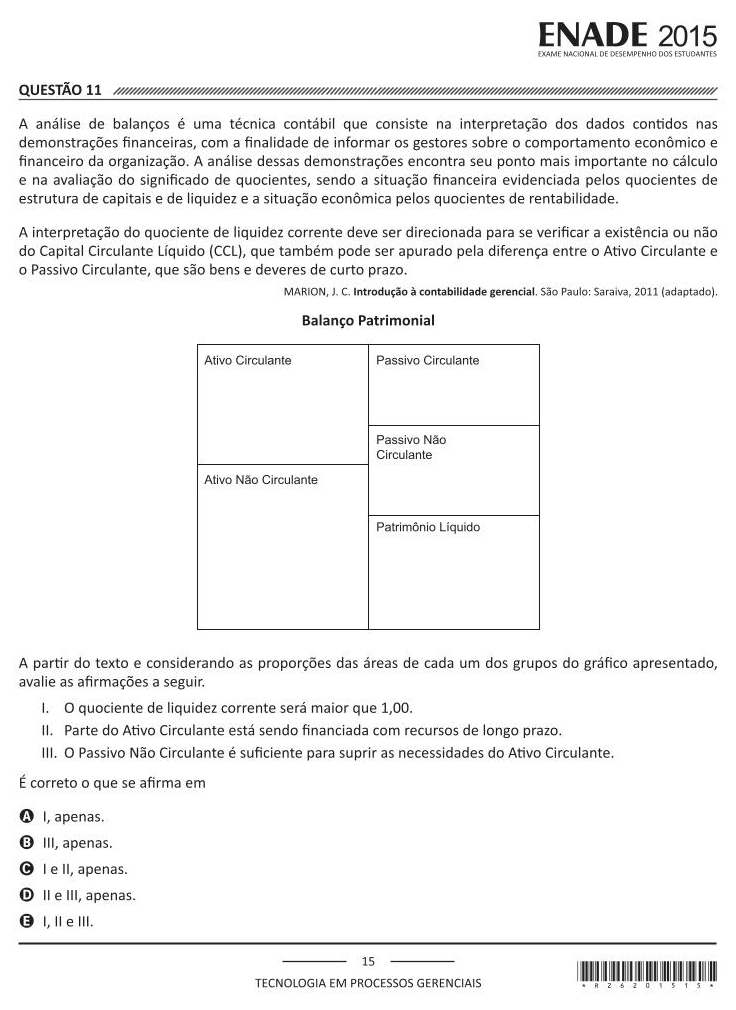 ENADE 2015
EXAME NACIONAL DE DESEMPENHO DOS ESTUDANTES
QUESTÃO 11
A análise de balanços é uma técnica contábil que consiste na interpretação dos dados contidos nas
demonstrações financeiras, com a finalidade de informar os gestores sobre o comportamento econômico e
financeiro da organização. A análise dessas demonstrações encontra seu ponto mais importante no cálculo
e na avaliação do significado de quocientes, sendo a situação financeira evidenciada pelos quocientes de
estrutura de capitais e de liquidez e a situação econômica pelos quocientes de rentabilidade.
A interpretação do quociente de liquidez corrente deve ser direcionada para se verificar a existência ou não
do Capital Circulante Líquido (CCL), que também pode ser apurado pela diferença entre o Ativo Circulante e
o Passivo Circulante, que são bens e deveres de curto prazo.
MARION, J. C. Introdução à contabilidade gerencial. São Paulo: Saraiva, 2011 (adaptado).
Balanço Patrimonial
Ativo Circulante
Passivo Circulante
Passivo Não
Circulante
Ativo Não Circulante
Patrimônio Líquido
A partir do texto e considerando as proporções das áreas de cada um dos grupos do gráfico apresentado,
avalie as afirmações a seguir.
I. O quociente de liquidez corrente será maior que 1,00.
II. Parte do Ativo Circulante está sendo financiada com recursos de longo prazo.
III. O Passivo Não Circulante é suficiente para suprir as necessidades do Ativo Circulante.
É correto o que se afirma em
A I, apenas.
B III, apenas.
C I e II, apenas.
D II e III, apenas.
E I, II e III.
15
TECNOLOGIA EM PROCESSOS GERENCIAIS
* R 2 6 2 0 1 5 1 5 *